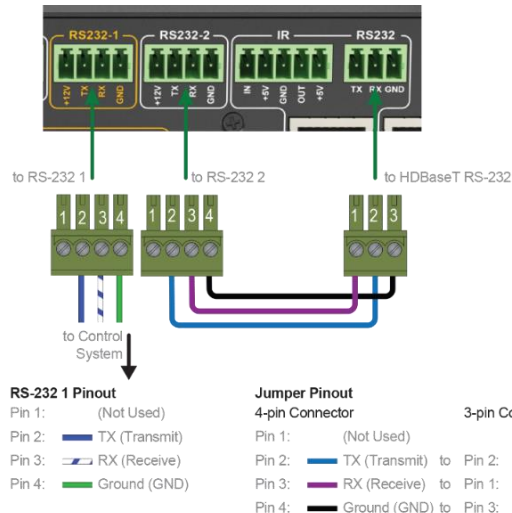 RS232-1 RS232-2 IR RS232
+12V TX RX GND +12V TX RX GND IN +5V GND OUT +5V TX RX GND
to RS-232 1 to RS-232 2 to HDBaseT RS-232
1 2 3 4 1 2 3 4 1 2 3
to Control
System
RS-232 1 Pinout
Pin 1: (Not Used)
Pin 2: TX (Transmit)
Pin 3: RX (Receive)
Pin 4: Ground (GND)
Jumper Pinout
4-pin Connector 3-pin Co
Pin 1: (Not Used)
Pin 2: TX (Transmit) to Pin 2:
Pin 3: RX (Receive) to Pin 1:
Pin 4: Ground (GND) to Pin 3: